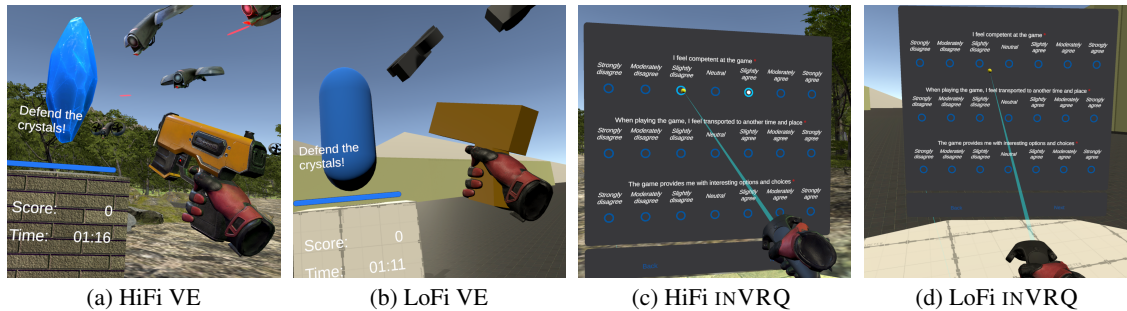 Defend the
crystals!
Score: 0
Time: 01:16
(a) HiFi VE
Defend the
crystals!
Score: 0
Time: 01:11
(b) LoFi VE
I feel competent at the game *
Strongly disagree Moderately disagree Slightly disagree Neutral Slightly agree Moderately agree Strongly agree
When playing the game, I feel transported to another time and place *
Strongly disagree Moderately disagree Slightly disagree Neutral Slightly agree Moderately agree Strongly agree
The game provides me with interesting options and choices *
Strongly disagree Moderately disagree Slightly disagree Neutral Slightly agree Moderately agree Strongly agree
(c) HiFi INVRQ
I feel competent at the game *
Strongly disagree Moderately disagree Slightly disagree Neutral Slightly agree Moderately agree Strongly agree
When playing the game, I feel transported to another time and place *
Strongly disagree Moderately disagree Slightly disagree Neutral Slightly agree Moderately agree Strongly agree
The game provides me with interesting options and choices *
Strongly disagree Moderately disagree Slightly disagree Neutral Slightly agree Moderately agree Strongly agree
(d) LoFi INVRQ